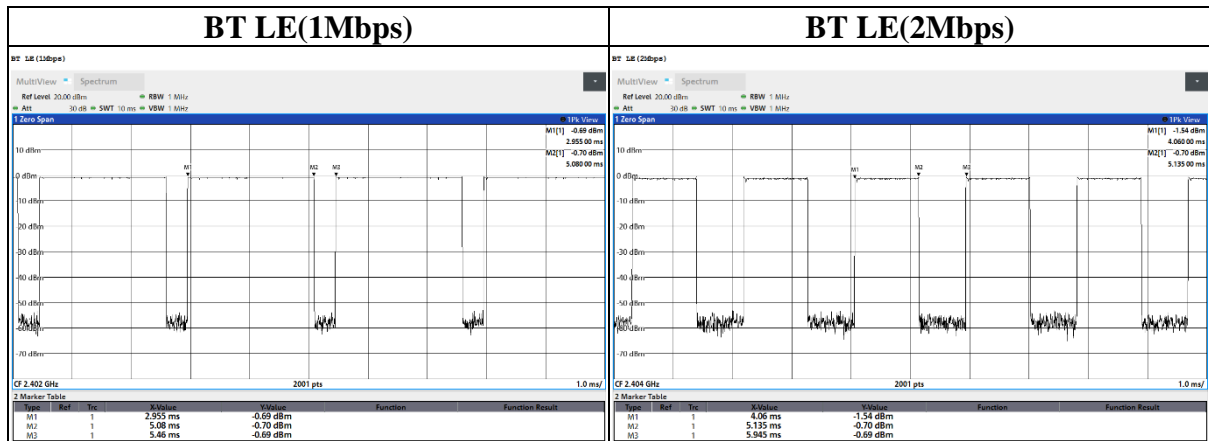 BT LE(1Mbps)
BT LE(1Mbps)
MultiView Spectrum
Ref Level 20.00 dBm RBW 1 MHz
Att 30 dB SWT 10 ms VBW 1 MHz
1 Zero Span 1Pk View
M1[1] -0.69 dBm
2.955 00 ms
M2[1] -0.70 dBm
5.080 00 ms
10 dBm
M1 M2 M2
0 dBm
-10 dBm
-20 dBm
-30 dBm
-40 dBm
-50 dBm
-60 dBm
-70 dBm
CF 2.402 GHz 2001 pts 1.0 ms/
2 Marker Table
Type Ref Trc X-Value Y-Value Function Function Result
M1 1 2.955 ms -0.69 dBm
M2 1 5.08 ms -0.70 dBm
M3 1 5.46 ms -0.69 dBm
BT LE(2Mbps)
BT LE(2Mbps)
MultiView Spectrum
Ref Level 20.00 dBm RBW 1 MHz
Att 30 dB SWT 10 ms VBW 1 MHz
1 Zero Span 1Pk View
M1[1] -1.54 dBm
4.060 00 ms
M2[1] -0.70 dBm
5.135 00 ms
10 dBm
M1 M2
0 dBm
-10 dBm
-20 dBm
-30 dBm
-40 dBm
-50 dBm
-60 dBm
-70 dBm
CF 2.404 GHz 2001 pts 1.0 ms/
2 Marker Table
Type Ref Trc X-Value Y-Value Function Function Result
M1 1 4.06 ms -1.54 dBm
M2 1 5.135 ms -0.70 dBm
M3 1 5.945 ms -0.69 dBm